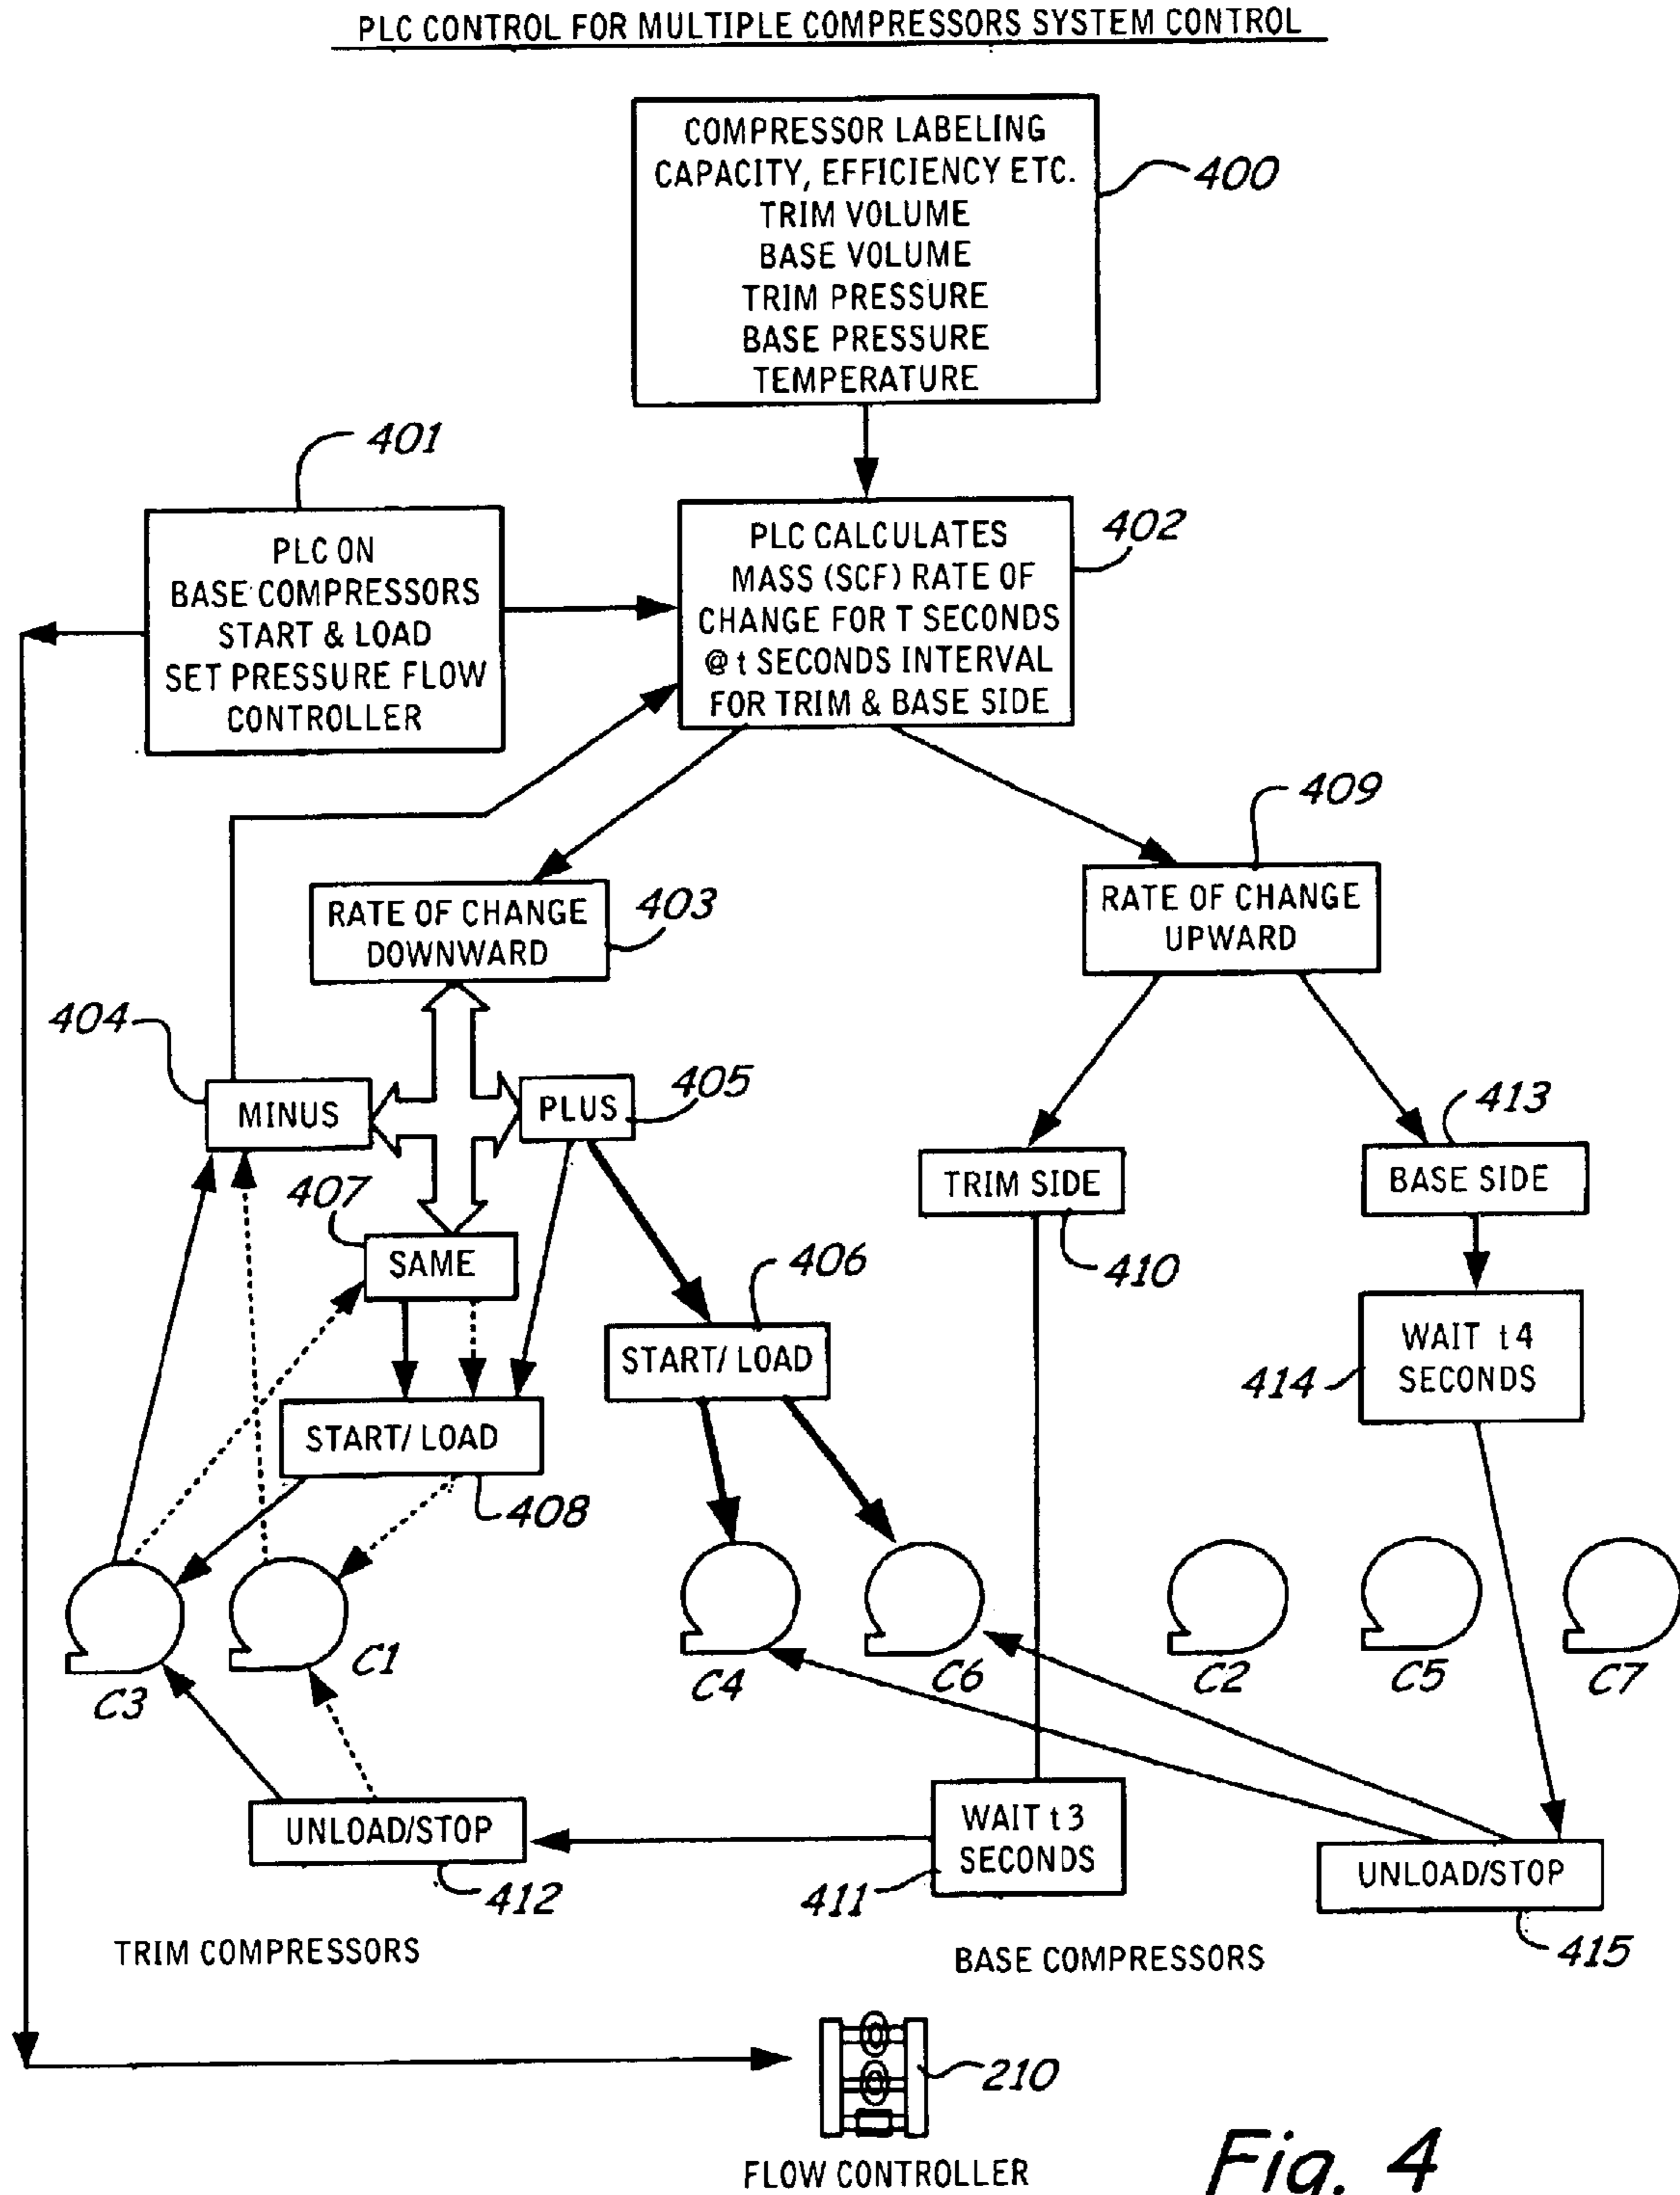 PLC CONTROL FOR MULTIPLE COMPRESSORS SYSTEM CONTROL
COMPRESSOR LABELING
CAPACITY, EFFICIENCY ETC.
TRIM VOLUME
BASE VOLUME
TRIM PRESSURE
BASE PRESSURE
TEMPERATURE
400
401
PLC ON
BASE COMPRESSORS
START & LOAD
SET PRESSURE FLOW
CONTROLLER
402
PLC CALCULATES
MASS (SCF) RATE OF
CHANGE FOR T SECONDS
@ t SECONDS INTERVAL
FOR TRIM & BASE SIDE
409
RATE OF CHANGE
UPWARD
RATE OF CHANGE
DOWNWARD
403
404
MINUS
PLUS
405
413
TRIM SIDE
BASE SIDE
407
SAME
406
410
START/ LOAD
WAIT t4
SECONDS
414
START/ LOAD
408
C3
C1
C4
C6
C2
C5
C7
UNLOAD/STOP
412
WAIT t3
SECONDS
411
UNLOAD/STOP
415
TRIM COMPRESSORS
BASE COMPRESSORS
210
FLOW CONTROLLER
Fig. 4